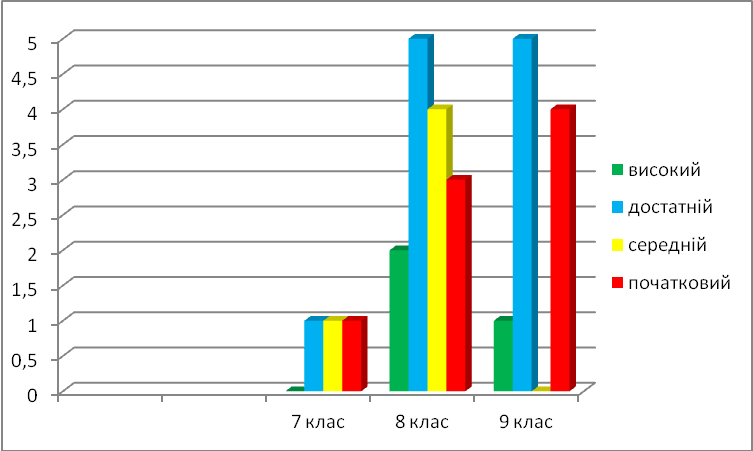 5
4,5
4
3,5
3
2,5
2
1,5
1
0,5
0
7 клас
8 клас
9 клас
високий
достатній
середній
початковий